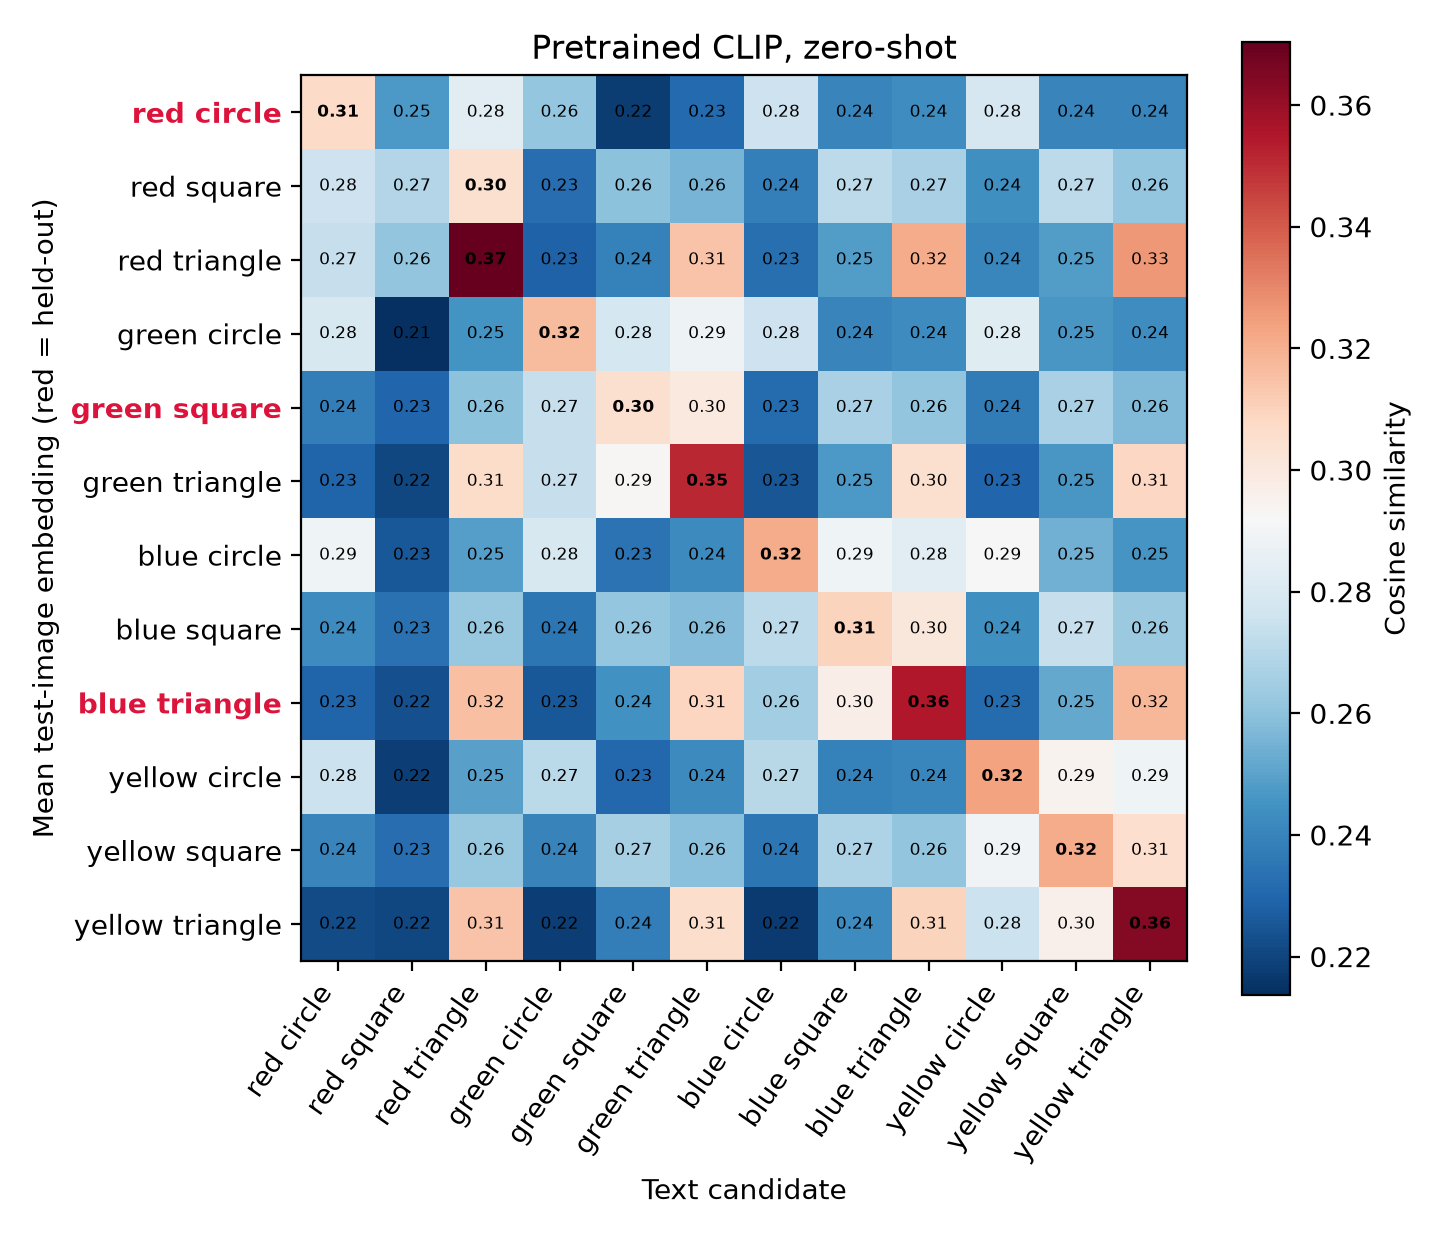 Pretrained CLIP, zero-shot
Mean test-image embedding (red = held-out)
red circle 0.31 0.25 0.28 0.26 0.22 0.23 0.28 0.24 0.24 0.28 0.24 0.24
red square 0.28 0.27 0.30 0.23 0.26 0.26 0.24 0.27 0.27 0.24 0.27 0.26
red triangle 0.27 0.26 0.37 0.23 0.24 0.31 0.23 0.25 0.32 0.24 0.25 0.33
green circle 0.28 0.21 0.25 0.32 0.28 0.29 0.28 0.24 0.24 0.28 0.25 0.24
green square 0.24 0.23 0.26 0.27 0.30 0.30 0.23 0.27 0.26 0.24 0.27 0.26
green triangle 0.23 0.22 0.31 0.27 0.29 0.35 0.23 0.25 0.30 0.23 0.25 0.31
blue circle 0.29 0.23 0.25 0.28 0.23 0.24 0.32 0.29 0.28 0.29 0.25 0.25
blue square 0.24 0.23 0.26 0.24 0.26 0.26 0.27 0.31 0.30 0.24 0.27 0.26
blue triangle 0.23 0.22 0.32 0.23 0.24 0.31 0.26 0.30 0.36 0.23 0.25 0.32
yellow circle 0.28 0.22 0.25 0.27 0.23 0.24 0.27 0.24 0.24 0.32 0.29 0.29
yellow square 0.24 0.23 0.26 0.24 0.27 0.26 0.24 0.27 0.26 0.29 0.32 0.31
yellow triangle 0.22 0.22 0.31 0.22 0.24 0.31 0.22 0.24 0.31 0.28 0.30 0.36
red circle
red square
red triangle
green circle
green square
green triangle
blue circle
blue square
blue triangle
yellow circle
yellow square
yellow triangle
Text candidate
0.36
0.34
0.32
0.30
0.28
0.26
0.24
0.22
Cosine similarity